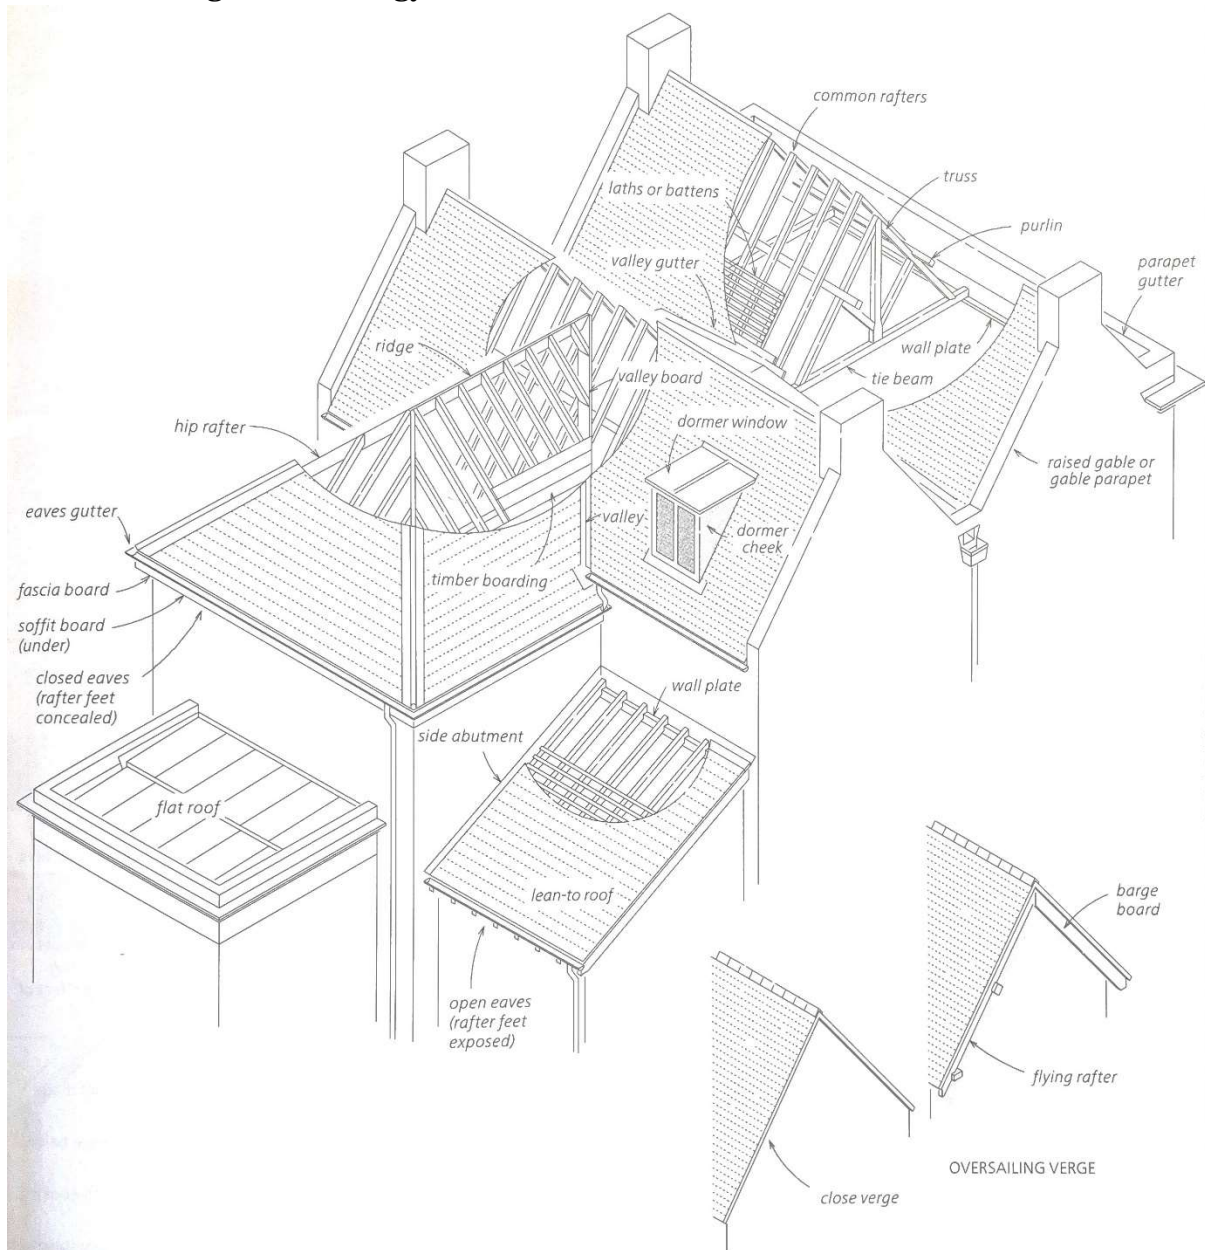 common rafters
truss
laths or battens
purlin
valley gutter
parapet
gutter
ridge
wall plate
valley board
tie beam
dormer window
hip rafter
raised gable or
gable parapet
eaves gutter
valley
dormer
cheek
timber boarding
fascia board
soffit board
(under)
closed eaves
(rafter feet
concealed)
wall plate
side abutment
flat roof
lean-to roof
barge
board
open eaves
(rafter feet
exposed)
flying rafter
OVERSAILING VERGE
close verge